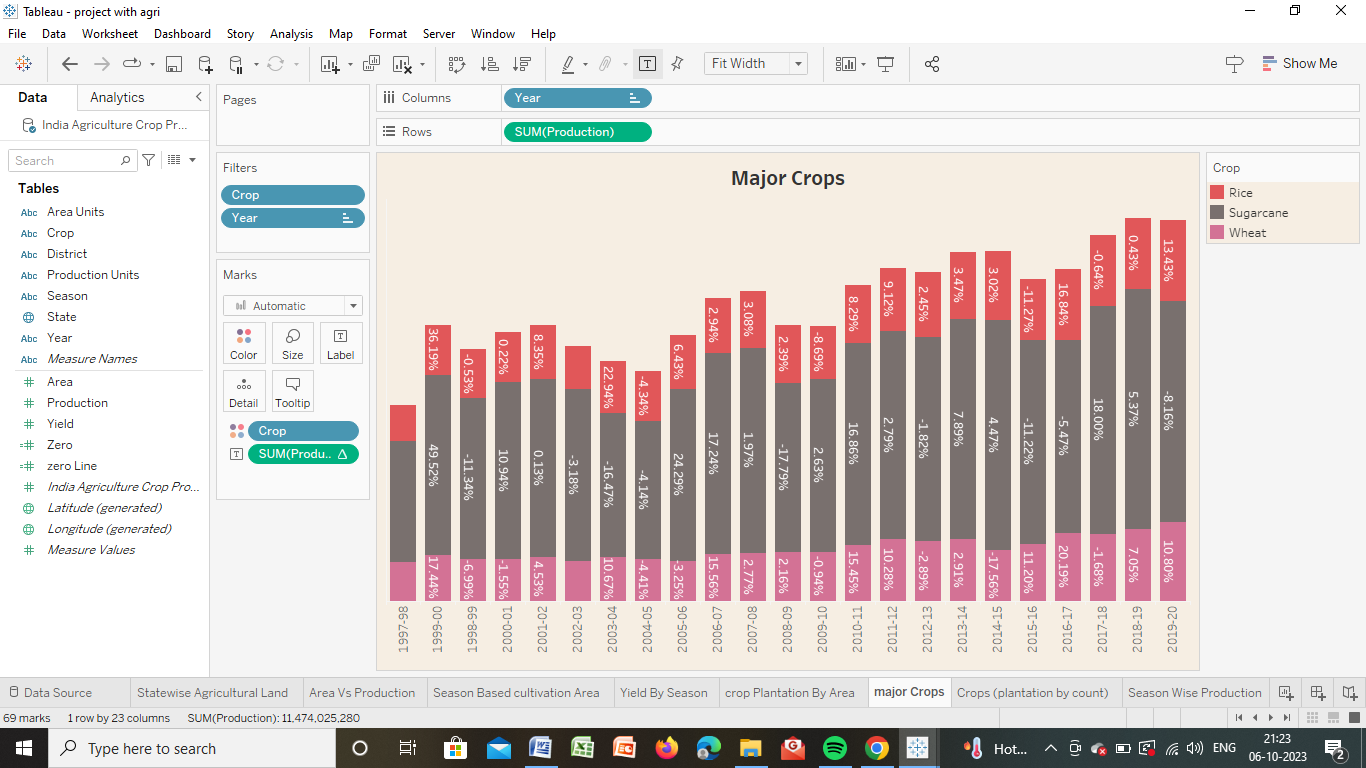 Tableau - project with agri
File Data Worksheet Dashboard Story Analysis Map Format Server Window Help
Fit Width
Show Me
Data Analytics
India Agriculture Crop Pr...
Search
Tables
Abc Area Units
Abc Crop
Abc District
Abc Production Units
Abc Season
State
Abc Year
Abc Measure Names
# Area
# Production
# Yield
=# Zero
=# zero Line
# India Agriculture Crop Pro...
Latitude (generated)
Longitude (generated)
# Measure Values
Pages
Filters
Crop
Year
Marks
Automatic
Color Size Label
Detail Tooltip
Crop
SUM(Produ.. Δ
Columns Year
Rows SUM(Production)
Major Crops
36.19% -0.53% 0.22% 8.35% 22.94% -4.34% 6.43% 2.94% 3.08% 2.39% -8.69% 8.29% 9.12% 2.45% 3.47% 3.02% -11.27% 16.84% -0.64% 0.43% 13.43%
49.52% -11.34% 10.94% 0.13% -3.18% -16.47% -4.14% 24.29% 17.24% 1.97% -17.79% 2.63% 16.86% 2.79% -1.82% 7.89% 4.47% -11.22% -5.47% 18.00% 5.37% -8.16%
17.44% -6.99% -1.55% 4.53% 10.67% -4.41% -3.25% 15.56% 2.77% 2.16% -0.94% 15.45% 10.28% -2.89% 2.91% -17.56% 11.20% 20.19% -1.68% 7.05% 10.80%
1997-98 1999-00 1998-99 2000-01 2001-02 2002-03 2003-04 2004-05 2005-06 2006-07 2007-08 2008-09 2009-10 2010-11 2011-12 2012-13 2013-14 2014-15 2015-16 2016-17 2017-18 2018-19 2019-20
Crop
Rice
Sugarcane
Wheat
Data Source Statewise Agricultural Land Area Vs Production Season Based cultivation Area Yield By Season crop Plantation By Area major Crops Crops (plantation by count) Season Wise Production
69 marks 1 row by 23 columns SUM(Production): 11,474,025,280
Type here to search
Hot...
ENG
21:23
06-10-2023
2